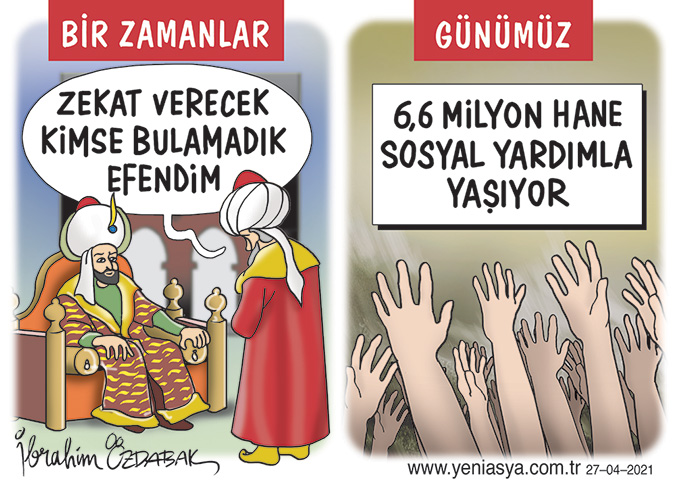 BİR ZAMANLAR
ZEKAT VERECEK
KİMSE BULAMADIK
EFENDİM
İbrahim ÖZDABAK
GÜNÜMÜZ
6,6 MİLYON HANE
SOSYAL YARDIMLA
YAŞIYOR
www.yeniasya.com.tr 27-04-2021